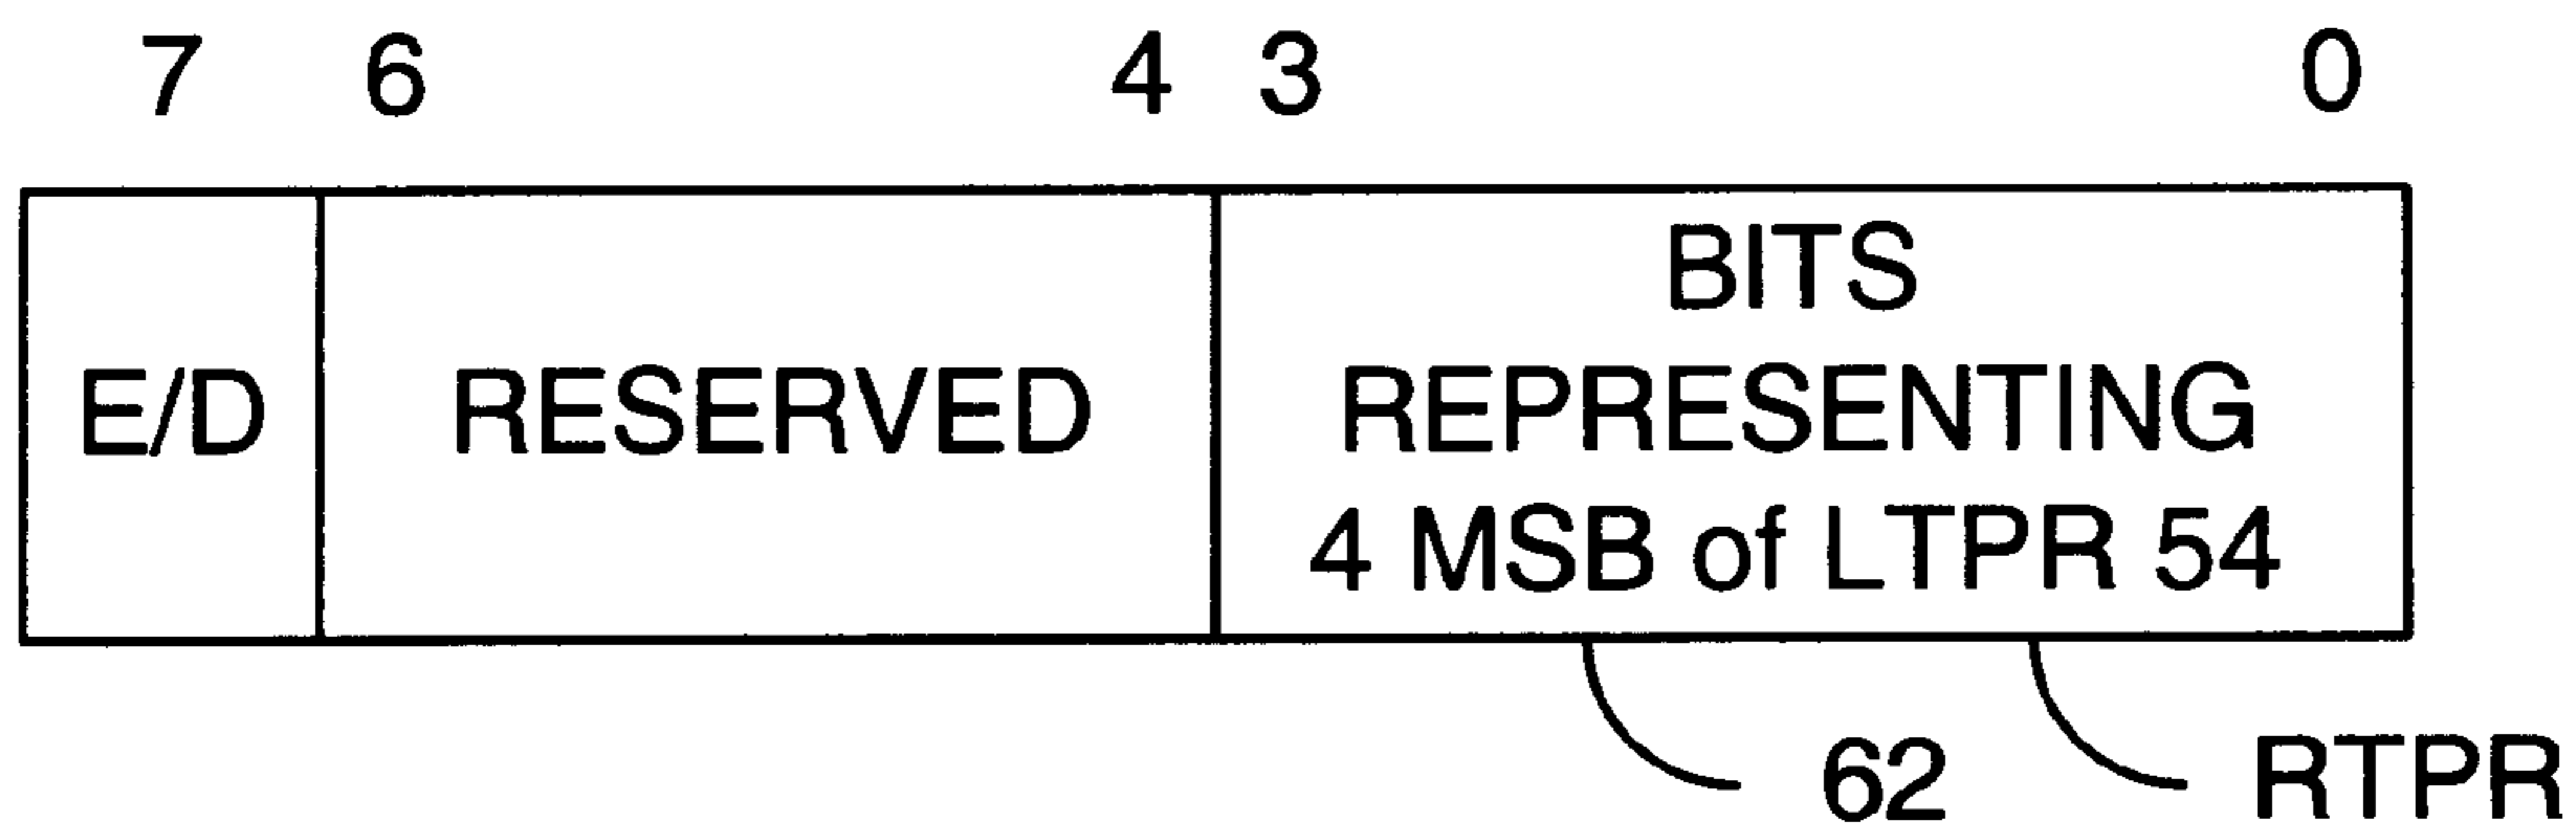 7 6 4 3 0
E/D
RESERVED
BITS
REPRESENTING
4 MSB of LTPR 54
62
RTPR